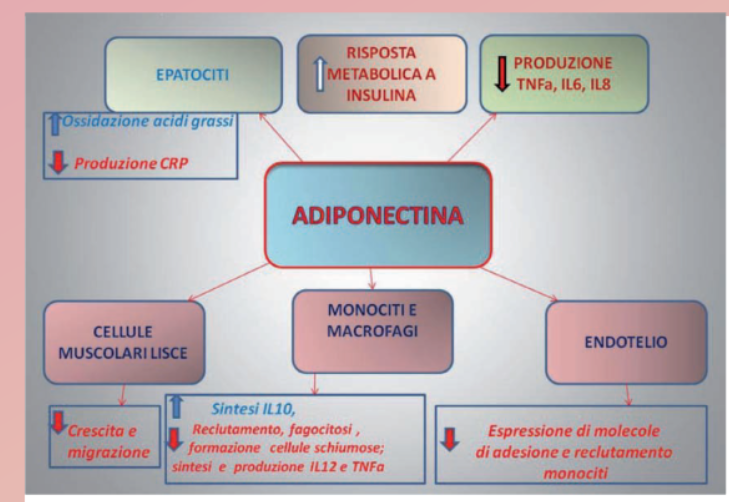 EPATOCITI
RISPOSTA
METABOLICA A
INSULINA
PRODUZIONE
TNFa, IL6, IL8
Ossidazione acidi grassi
Produzione CRP
ADIPONECTINA
CELLULE
MUSCOLARI LISCE
MONOCITI E
MACROFAGI
ENDOTELIO
Crescita e
migrazione
Sintesi IL10,
Reclutamento, fagocitosi ,
formazione cellule schiumose;
sintesi e produzione IL12 e TNFa
Espressione di molecole
di adesione e reclutamento
monociti